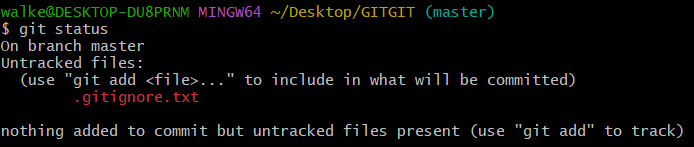 walke@DESKTOP-DU8PRNM MINGW64 ~/Desktop/GITGIT (master)
$ git status
On branch master
Untracked files:
  (use "git add <file>..." to include in what will be committed)
        .gitignore.txt

nothing added to commit but untracked files present (use "git add" to track)